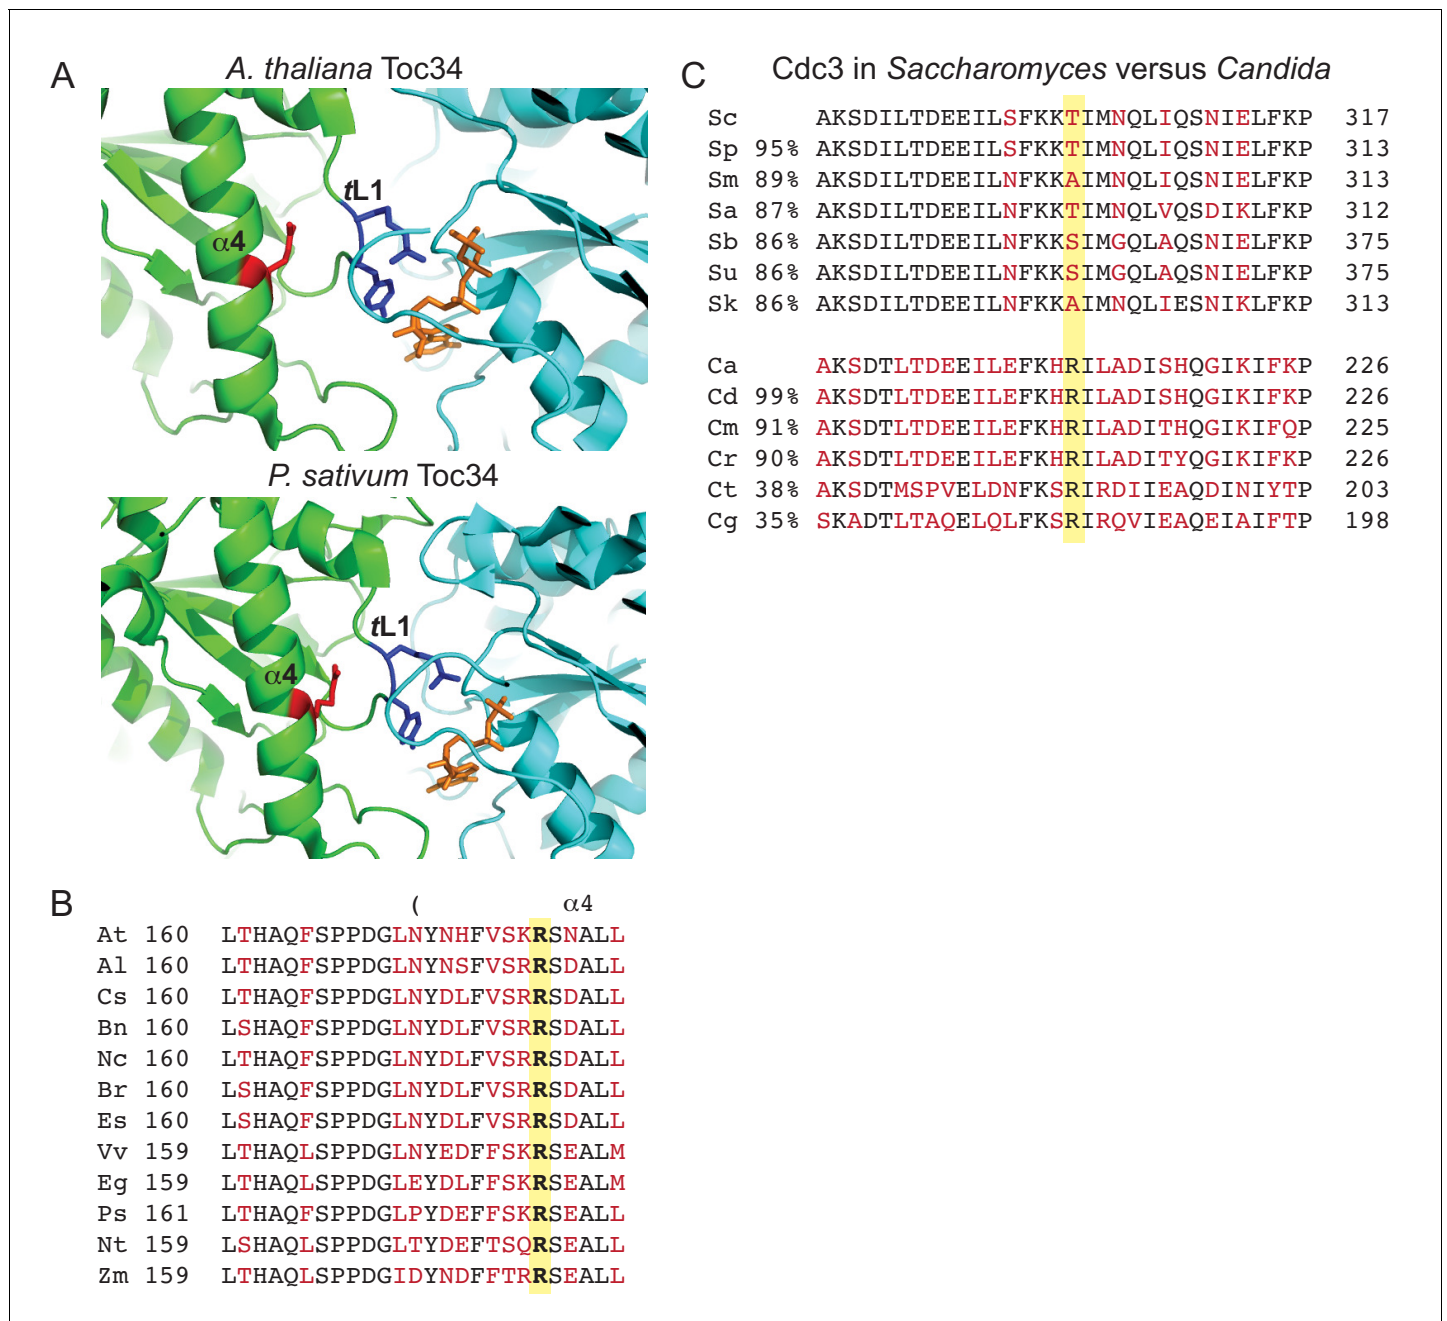 A
A. thaliana Toc34
α4
tL1
P. sativum Toc34
α4
tL1
B
( α4
At 160 LTHAQFSPPDGLNYNHFVSKRSNALL
Al 160 LTHAQFSPPDGLNYNSFVSRRSDALL
Cs 160 LTHAQFSPPDGLNYDLFVSRRSDALL
Bn 160 LSHAQFSPPDGLNYDLFVSRRSDALL
Nc 160 LTHAQFSPPDGLNYDLFVSRRSDALL
Br 160 LSHAQFSPPDGLNYDLFVSRRSDALL
Es 160 LSHAQFSPPDGLNYDLFVSRRSDALL
Vv 159 LTHAQLSPPDGLNYEDFFSKRSEALM
Eg 159 LTHAQLSPPDGLEYDLFFSKRSEALM
Ps 161 LTHAQFSPPDGLPYDEFFSKRSEALL
Nt 159 LSHAQLSPPDGLTYDEFTSQRSEALL
Zm 159 LTHAQLSPPDGIDYNDFFTRRSEALL
C
Cdc3 in Saccharomyces versus Candida
Sc AKSDILTDEEILSFKKTIMNQLIQSNIELFKP 317
Sp 95% AKSDILTDEEILSFKKTIMNQLIQSNIELFKP 313
Sm 89% AKSDILTDEEILNFKKAIMNQLIQSNIELFKP 313
Sa 87% AKSDILTDEEILNFKKTIMNQLVQSDIKLFKP 312
Sb 86% AKSDILTDEEILNFKKSIMGQLAQSNIELFKP 375
Su 86% AKSDILTDEEILNFKKSIMGQLAQSNIELFKP 375
Sk 86% AKSDILTDEEILNFKKAIMNQLIESNIKLFKP 313
Ca AKSDTLTDEEILEFKHRILADISHQGIKIFKP 226
Cd 99% AKSDTLTDEEILEFKHRILADISHQGIKIFKP 226
Cm 91% AKSDTLTDEEILEFKHRILADITHQGIKIFQP 225
Cr 90% AKSDTLTDEEILEFKHRILADITYQGIKIFKP 226
Ct 38% AKSDTMSPVELDNFKSRIRDIIEAQDINIYTP 203
Cg 35% SKADTLTAQELQLFKSRIRQVIEAQEIAIFTP 198